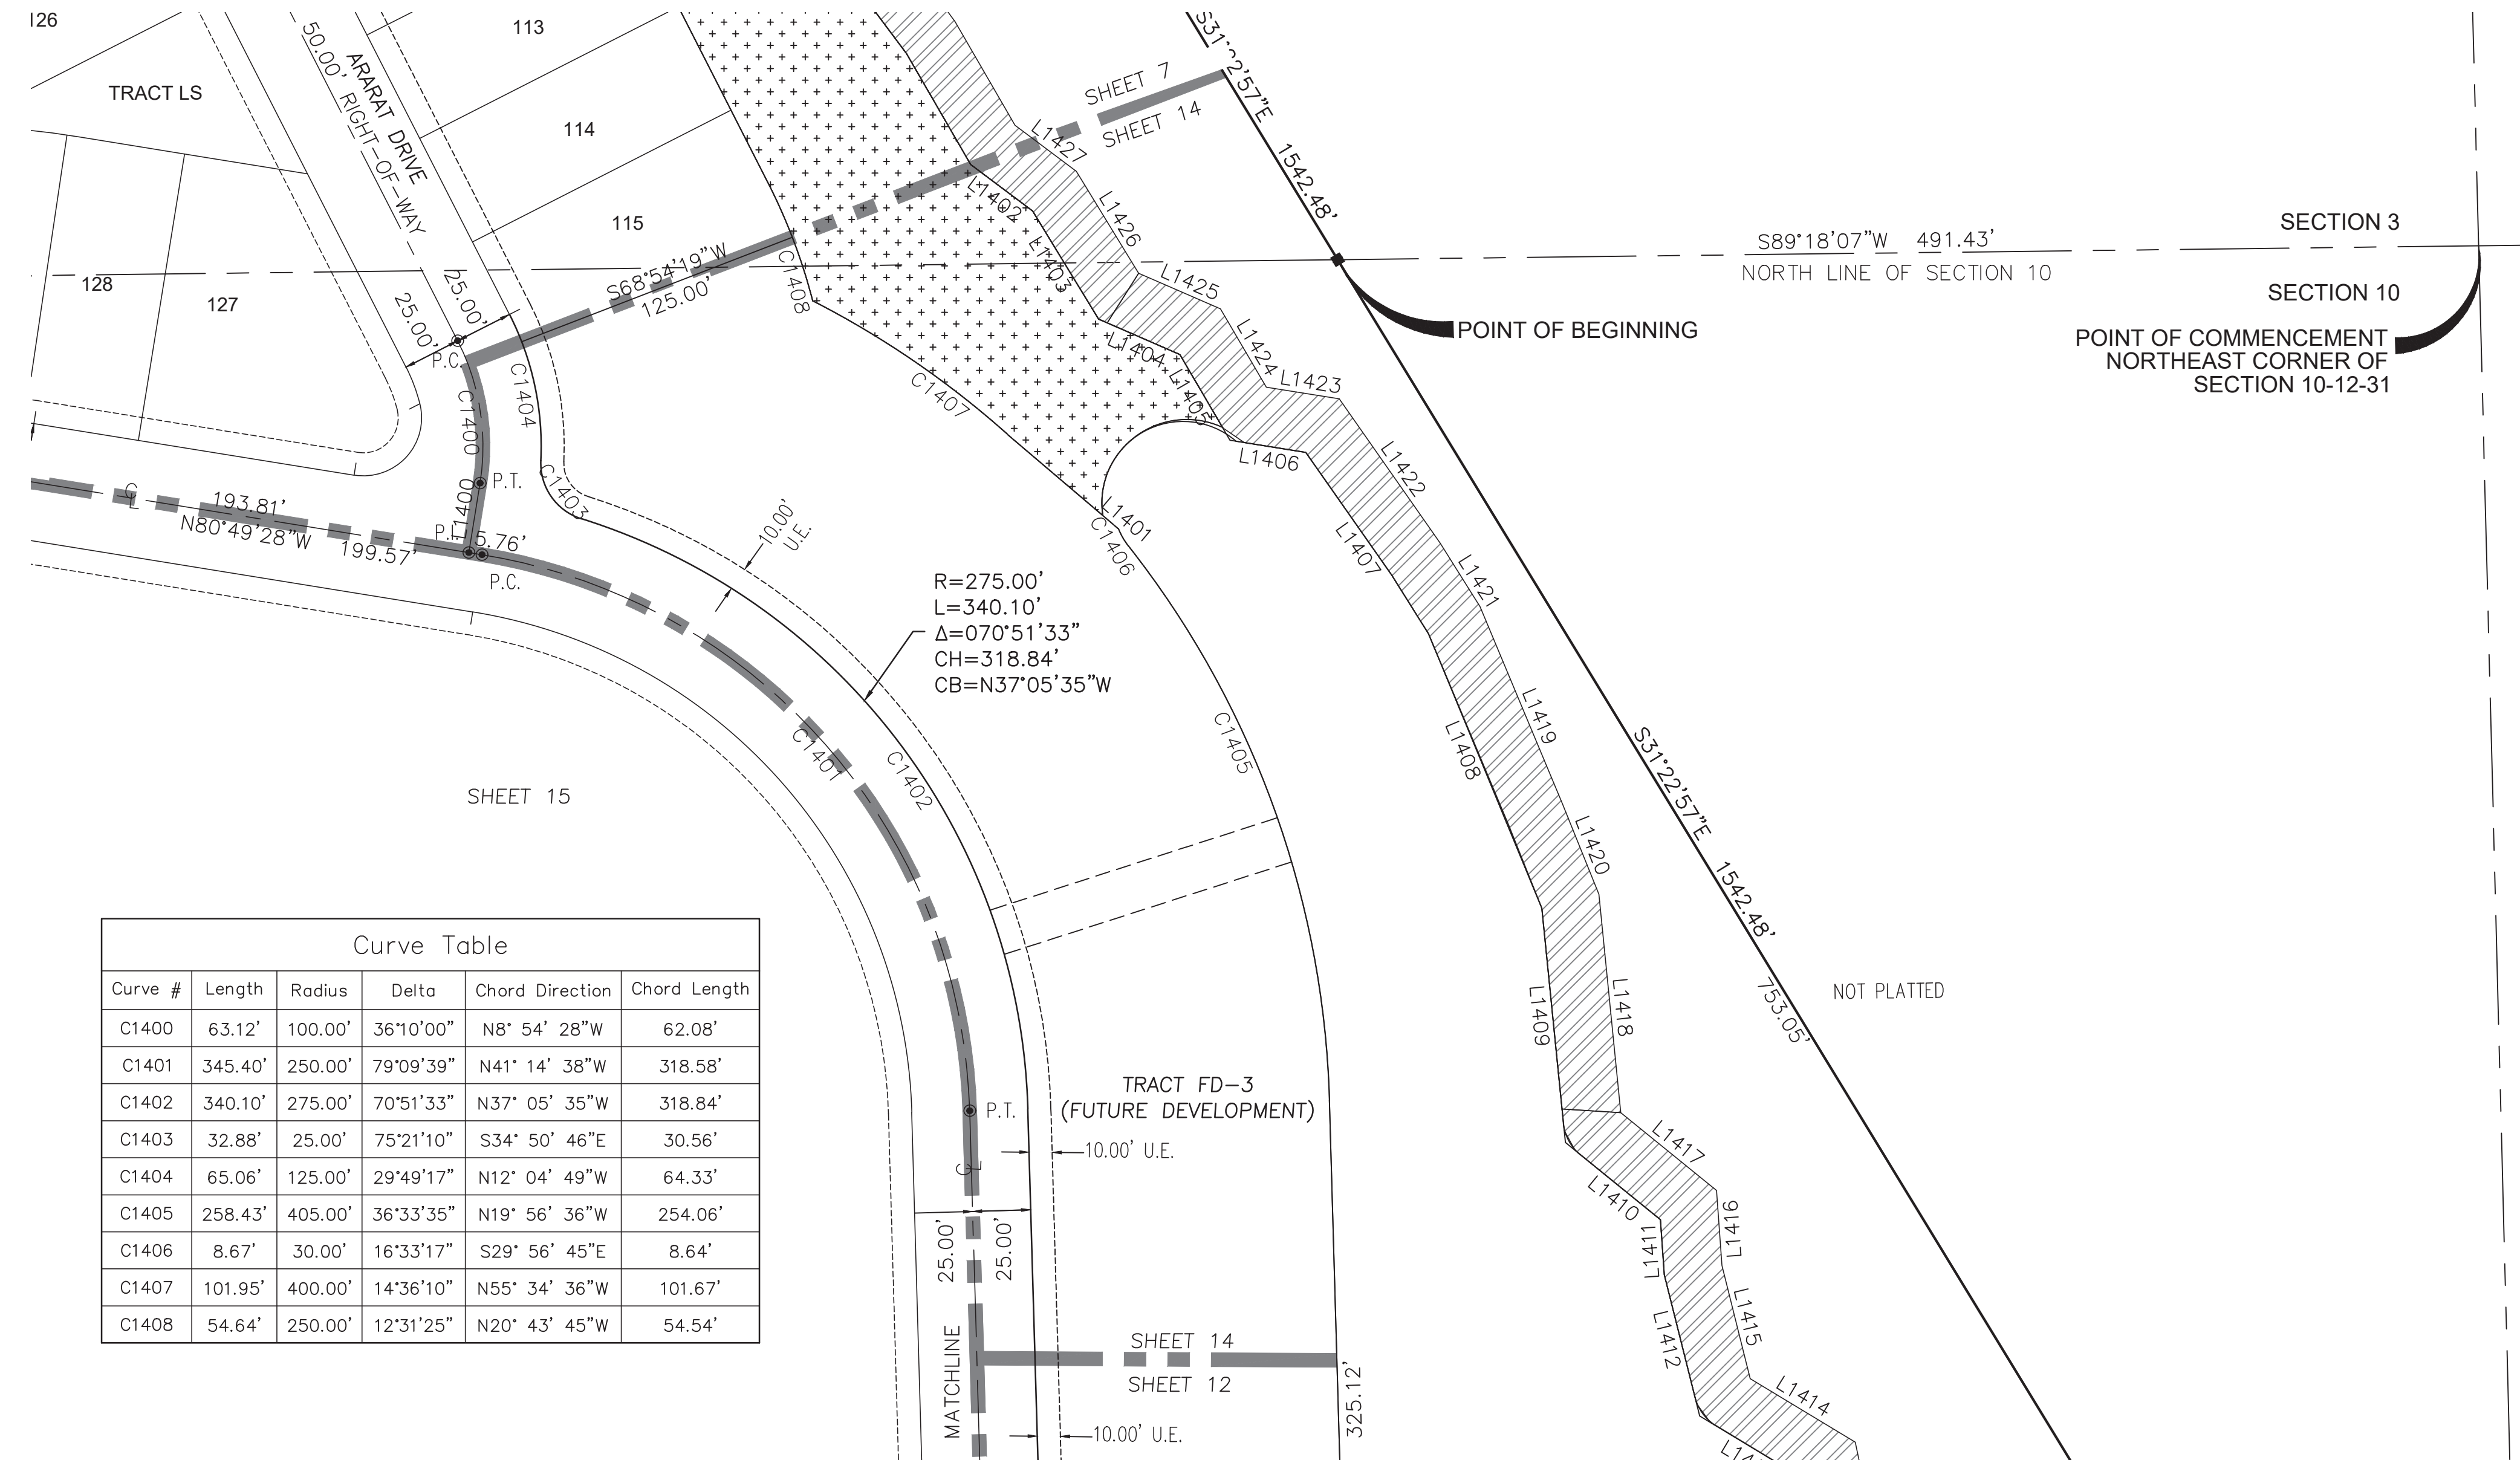 126
TRACT LS
128
127
113
114
115
ARARAT DRIVE
50.00' RIGHT-OF-WAY
25.00'
25.00'
P.C.
S68°54'19"W
125.00'
C1400
C1404
C1408
L1400
P.T.
C1403
193.81'
N80°49'28"W
199.57'
5.76'
P.C.
C1401
C1402
10.00'
U.E.
R=275.00'
L=340.10'
Δ=070°51'33"
CH=318.84'
CB=N37°05'35"W
SHEET 7
SHEET 14
L1427
L1402
L1426
L1403
L1425
L1404
L1424
L1405
L1423
C1407
L1406
L1401
C1406
L1422
L1407
L1421
C1405
L1408
L1419
L1420
L1409
L1418
L1417
L1410
L1416
L1411
L1415
L1412
L1414
S31°22'57"E
1542.48'
S89°18'07"W 491.43'
NORTH LINE OF SECTION 10
SECTION 3
SECTION 10
POINT OF BEGINNING
POINT OF COMMENCEMENT
NORTHEAST CORNER OF
SECTION 10-12-31
S31°22'57"E 1542.48'
753.05'
NOT PLATTED
SHEET 15
TRACT FD-3
(FUTURE DEVELOPMENT)
P.T.
10.00' U.E.
25.00'
25.00'
MATCHLINE
SHEET 14
SHEET 12
325.12'
10.00' U.E.
Curve Table
Curve # Length Radius Delta Chord Direction Chord Length
C1400 63.12' 100.00' 36°10'00" N8° 54' 28"W 62.08'
C1401 345.40' 250.00' 79°09'39" N41° 14' 38"W 318.58'
C1402 340.10' 275.00' 70°51'33" N37° 05' 35"W 318.84'
C1403 32.88' 25.00' 75°21'10" S34° 50' 46"E 30.56'
C1404 65.06' 125.00' 29°49'17" N12° 04' 49"W 64.33'
C1405 258.43' 405.00' 36°33'35" N19° 56' 36"W 254.06'
C1406 8.67' 30.00' 16°33'17" S29° 56' 45"E 8.64'
C1407 101.95' 400.00' 14°36'10" N55° 34' 36"W 101.67'
C1408 54.64' 250.00' 12°31'25" N20° 43' 45"W 54.54'